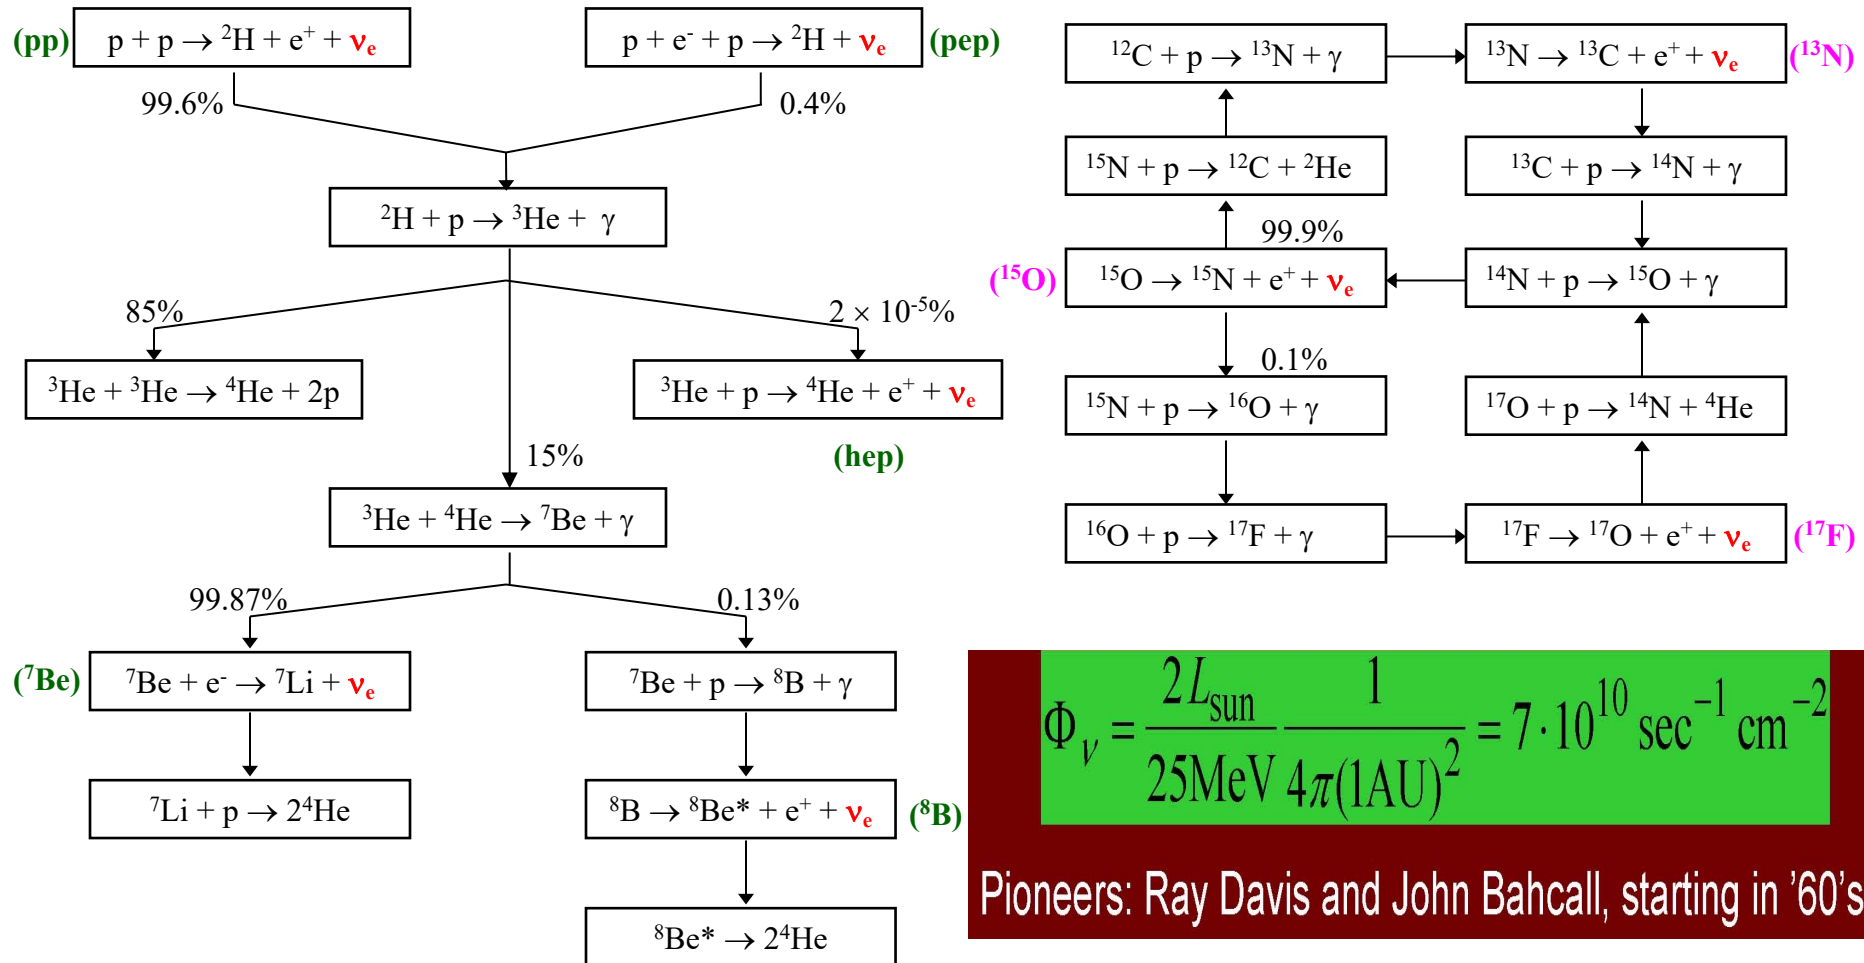 (pp) p + p → ²H + e⁺ + νₑ
p + e⁻ + p → ²H + νₑ (pep)
99.6%
0.4%
²H + p → ³He + γ
85%
2 × 10⁻⁵%
³He + ³He → ⁴He + 2p
³He + p → ⁴He + e⁺ + νₑ
(hep)
15%
³He + ⁴He → ⁷Be + γ
99.87%
0.13%
(⁷Be) ⁷Be + e⁻ → ⁷Li + νₑ
⁷Be + p → ⁸B + γ
⁷Li + p → 2⁴He
⁸B → ⁸Be* + e⁺ + νₑ (⁸B)
⁸Be* → 2⁴He
¹²C + p → ¹³N + γ
¹³N → ¹³C + e⁺ + νₑ (¹³N)
¹⁵N + p → ¹²C + ²He
¹³C + p → ¹⁴N + γ
99.9%
(¹⁵O) ¹⁵O → ¹⁵N + e⁺ + νₑ
¹⁴N + p → ¹⁵O + γ
0.1%
¹⁵N + p → ¹⁶O + γ
¹⁷O + p → ¹⁴N + ⁴He
¹⁶O + p → ¹⁷F + γ
¹⁷F → ¹⁷O + e⁺ + νₑ (¹⁷F)
Φ_ν = 2L_sun / 25MeV 1 / 4π(1AU)² = 7·10¹⁰ sec⁻¹ cm⁻²
Pioneers: Ray Davis and John Bahcall, starting in ’60’s